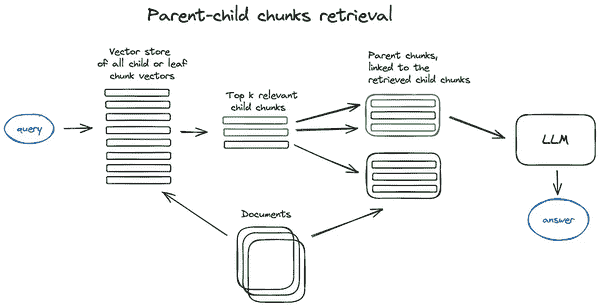 Parent-child chunks retrieval
Vector store
of all child or leaf
chunk vectors
Top k relevant
child chunks
Parent chunks,
linked to the
retrieved child chunks
query
LLM
Documents
answer